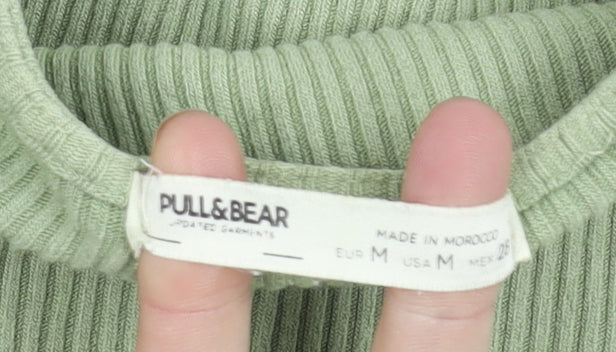 PULL&BEAR
UPDATED GARMENTS
MADE IN MOROCCO
EUR M USA M MEX 28